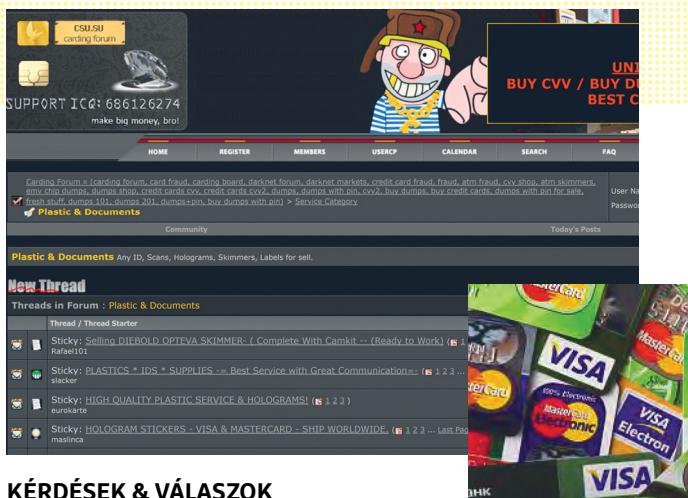 CSU.SU
carding forum
SUPPORT ICQ: 686126274
make big money, bro!
UNI
BUY CVV / BUY DU
BEST C
HOME REGISTER MEMBERS USERCP CALENDAR SEARCH FAQ
Carding Forum » (carding forum, card fraud, carding board, darknet forum, darknet markets, credit card fraud, fraud, atm fraud, cvv shop, atm skimmers,
emv chip dumps, dumps shop, credit cards cvv, credit cards cvv2, dumps, dumps with pin, cvv2, buy dumps, buy credit cards, dumps with pin for sale,
fresh stuff, dumps 101, dumps 201, dumps+pin, buy dumps with pin) > Service Category
Plastic & Documents
User Na
Passwor
Community Today's Posts
Plastic & Documents Any ID, Scans, Holograms, Skimmers, Labels for sell.
New Thread
Threads in Forum : Plastic & Documents
Thread / Thread Starter
Sticky: Selling DIEBOLD OPTEVA SKIMMER- ( Complete With Camkit -- (Ready to Work) ( 1
Rafael101
Sticky: PLASTICS * IDS * SUPPLIES -= Best Service with Great Communication=- ( 1 2 3 ...
slacker
Sticky: HIGH QUALITY PLASTIC SERVICE & HOLOGRAMS! ( 1 2 3 )
eurokarte
Sticky: HOLOGRAM STICKERS - VISA & MASTERCARD - SHIP WORLDWIDE. ( 1 2 3 ... Last Pag
maslinca
MasterCard
VISA
100% Electronic
MasterCard
Electronic
VISA
Electron
VISA
нк
KÉRDÉSEK & VÁLASZOK